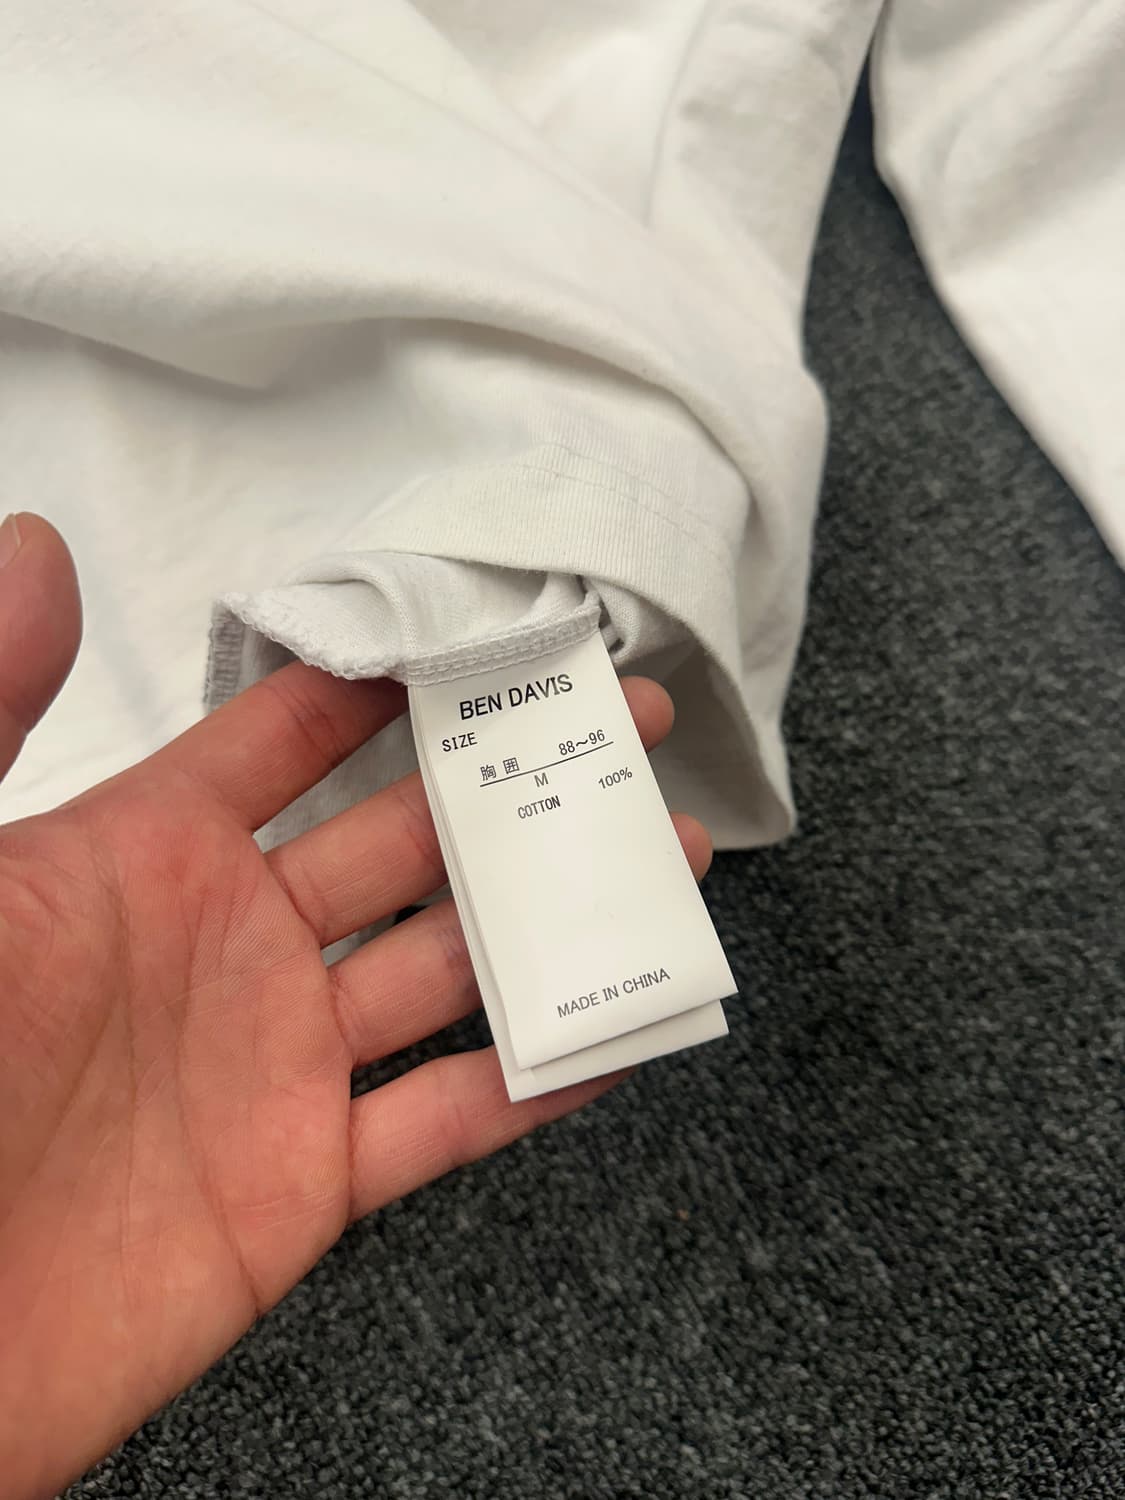 BEN DAVIS
SIZE
胸囲 88～96
M
COTTON 100%
MADE IN CHINA